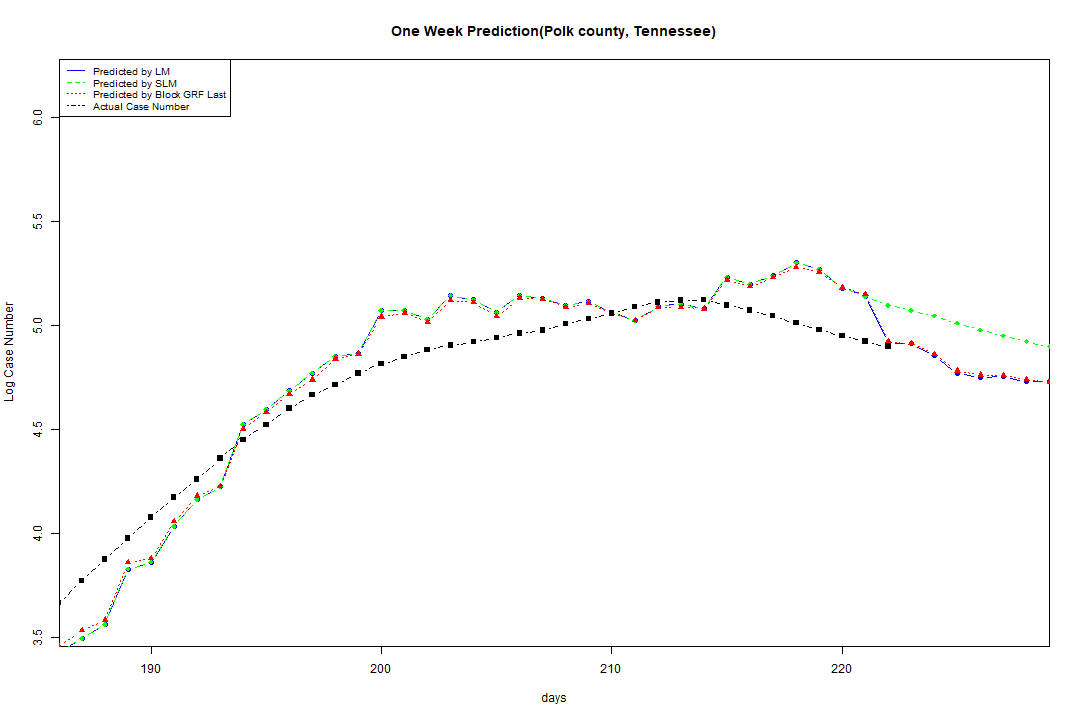 One Week Prediction(Polk county, Tennessee)
Predicted by LM
Predicted by SLM
Predicted by Block GRF Last
Actual Case Number
Log Case Number
6.0
5.5
5.0
4.5
4.0
3.5
190 200 210 220
days